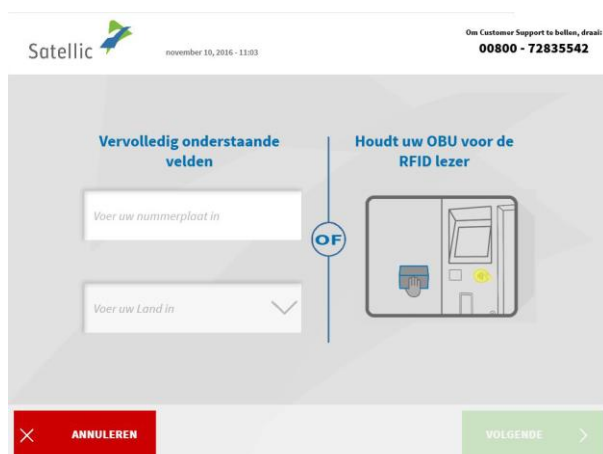 Satellic
november 10, 2016 - 11:03
Om Customer Support te bellen, draai:
00800 - 72835542
Vervolledig onderstaande
velden
Voer uw nummerplaat in
Voer uw Land in
OF
Houdt uw OBU voor de
RFID lezer
ANNULEREN
VOLGENDE